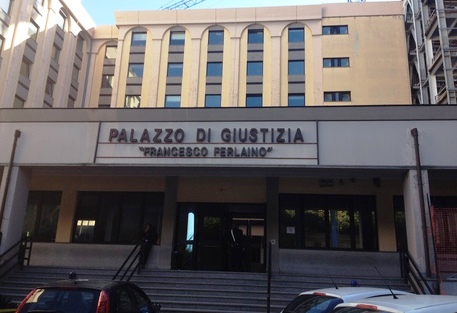 PALAZZO DI GIUSTIZIA
"FRANCESCO FERLAINO"